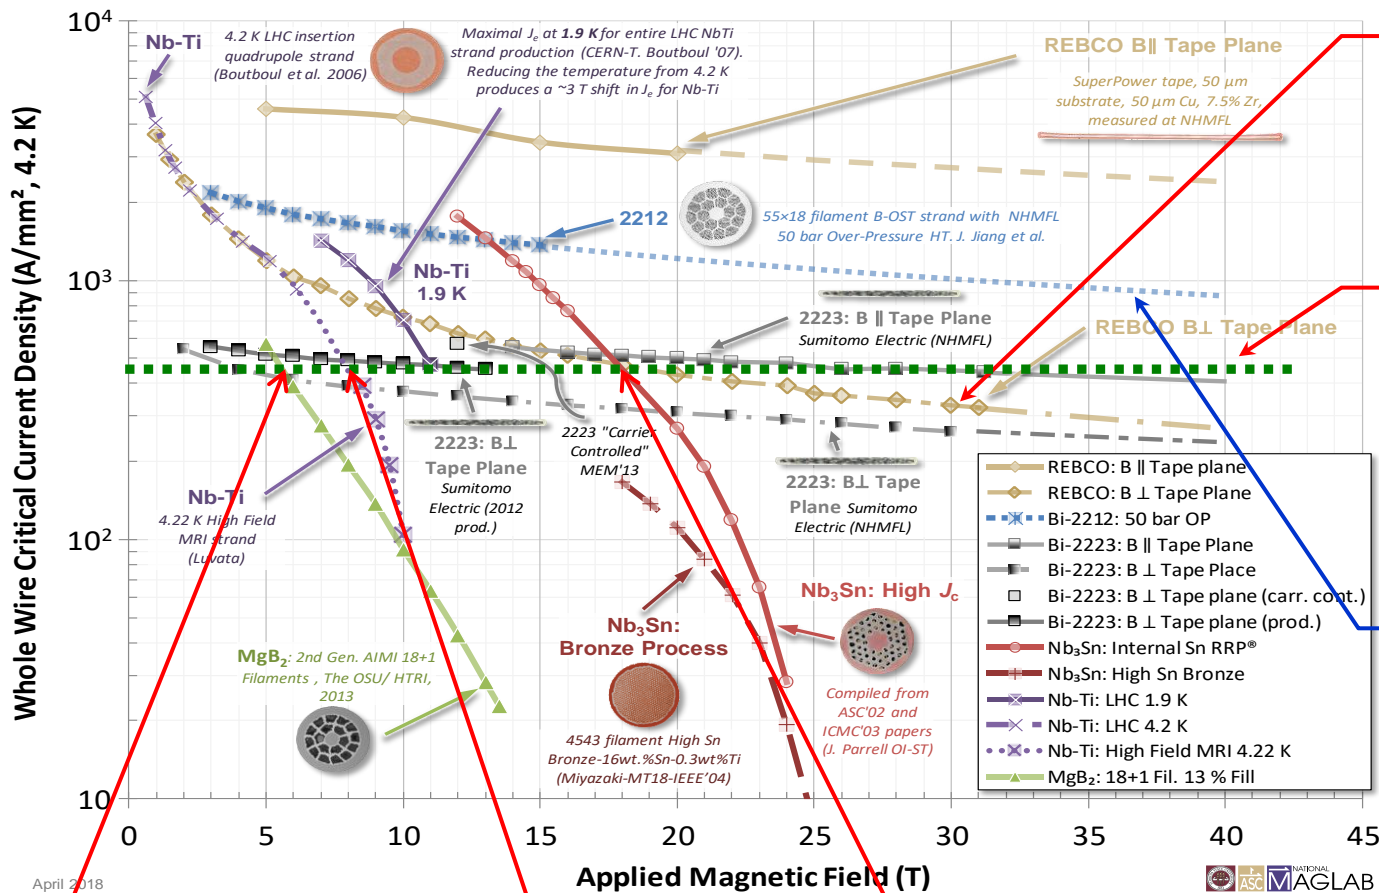 Whole Wire Critical Current Density (A/mm², 4.2 K)
10⁴
10³
10²
10
0
5
10
15
20
25
30
35
40
45
Applied Magnetic Field (T)
Nb-Ti
4.2 K LHC insertion
quadrupole strand
(Boutboul et al. 2006)
Maximal Jₑ at 1.9 K for entire LHC NbTi
strand production (CERN-T. Boutboul '07).
Reducing the temperature from 4.2 K
produces a ~3 T shift in Jₑ for Nb-Ti
REBCO B∥ Tape Plane
SuperPower tape, 50 µm
substrate, 50 µm Cu, 7.5% Zr,
measured at NHMFL
2212
55×18 filament B-OST strand with NHMFL
50 bar Over-Pressure HT. J. Jiang et al.
Nb-Ti
1.9 K
2223: B ∥ Tape Plane
Sumitomo Electric (NHMFL)
REBCO B⊥ Tape Plane
2223: B⊥
Tape Plane
Sumitomo
Electric (2012
prod.)
2223 "Carrier
Controlled"
MEM'13
2223: B⊥ Tape
Plane Sumitomo
Electric (NHMFL)
Nb-Ti
4.22 K High Field
MRI strand
(Luvata)
MgB₂: 2nd Gen. AIMI 18+1
Filaments , The OSU/ HTRI,
2013
Nb₃Sn:
Bronze Process
4543 filament High Sn
Bronze-16wt.%Sn-0.3wt%Ti
(Miyazaki-MT18-IEEE'04)
Nb₃Sn: High Jc
Compiled from
ASC'02 and
ICMC'03 papers
(J. Parrell OI-ST)
REBCO: B ∥ Tape plane
REBCO: B ⊥ Tape Plane
Bi-2212: 50 bar OP
Bi-2223: B ∥ Tape Plane
Bi-2223: B ⊥ Tape Place
Bi-2223: B ⊥ Tape plane (carr. cont.)
Bi-2223: B ⊥ Tape plane (prod.)
Nb₃Sn: Internal Sn RRP®
Nb₃Sn: High Sn Bronze
Nb-Ti: LHC 1.9 K
Nb-Ti: LHC 4.2 K
Nb-Ti: High Field MRI 4.22 K
MgB₂: 18+1 Fil. 13 % Fill
April 2018
ASC
NATIONAL
MAGLAB